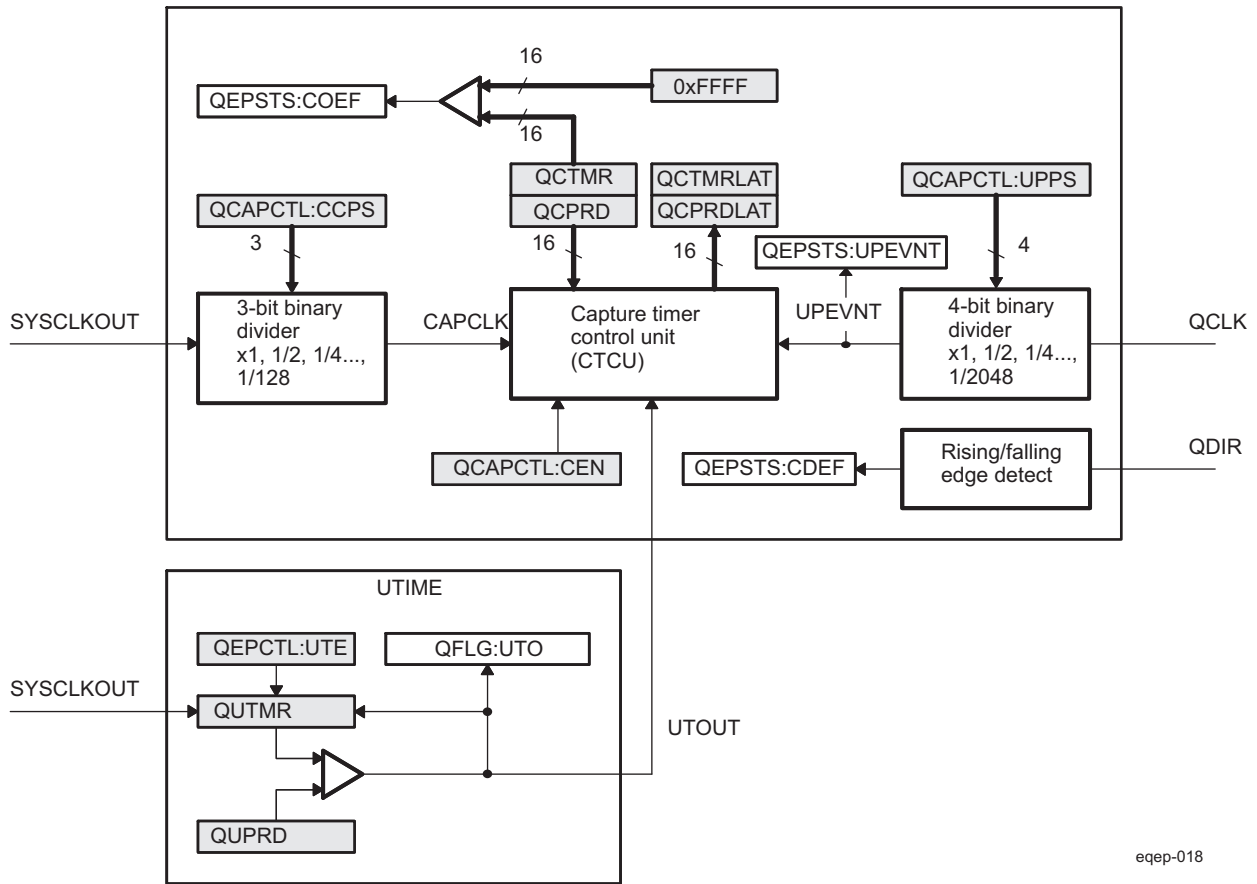 16
0xFFFF
QEPSTS:COEF
16
QCTMR
QCTMRLAT
QCAPCTL:UPPS
QCAPCTL:CCPS
QCPRD
QCPRDLAT
3
16
16
QEPSTS:UPEVNT
4
SYSCLKOUT
3-bit binary
divider
x1, 1/2, 1/4...,
1/128
CAPCLK
Capture timer
control unit
(CTCU)
UPEVNT
4-bit binary
divider
x1, 1/2, 1/4...,
1/2048
QCLK
QCAPCTL:CEN
QEPSTS:CDEF
Rising/falling
edge detect
QDIR
UTIME
QEPCTL:UTE
QFLG:UTO
SYSCLKOUT
QUTMR
UTOUT
QUPRD
eqep-018